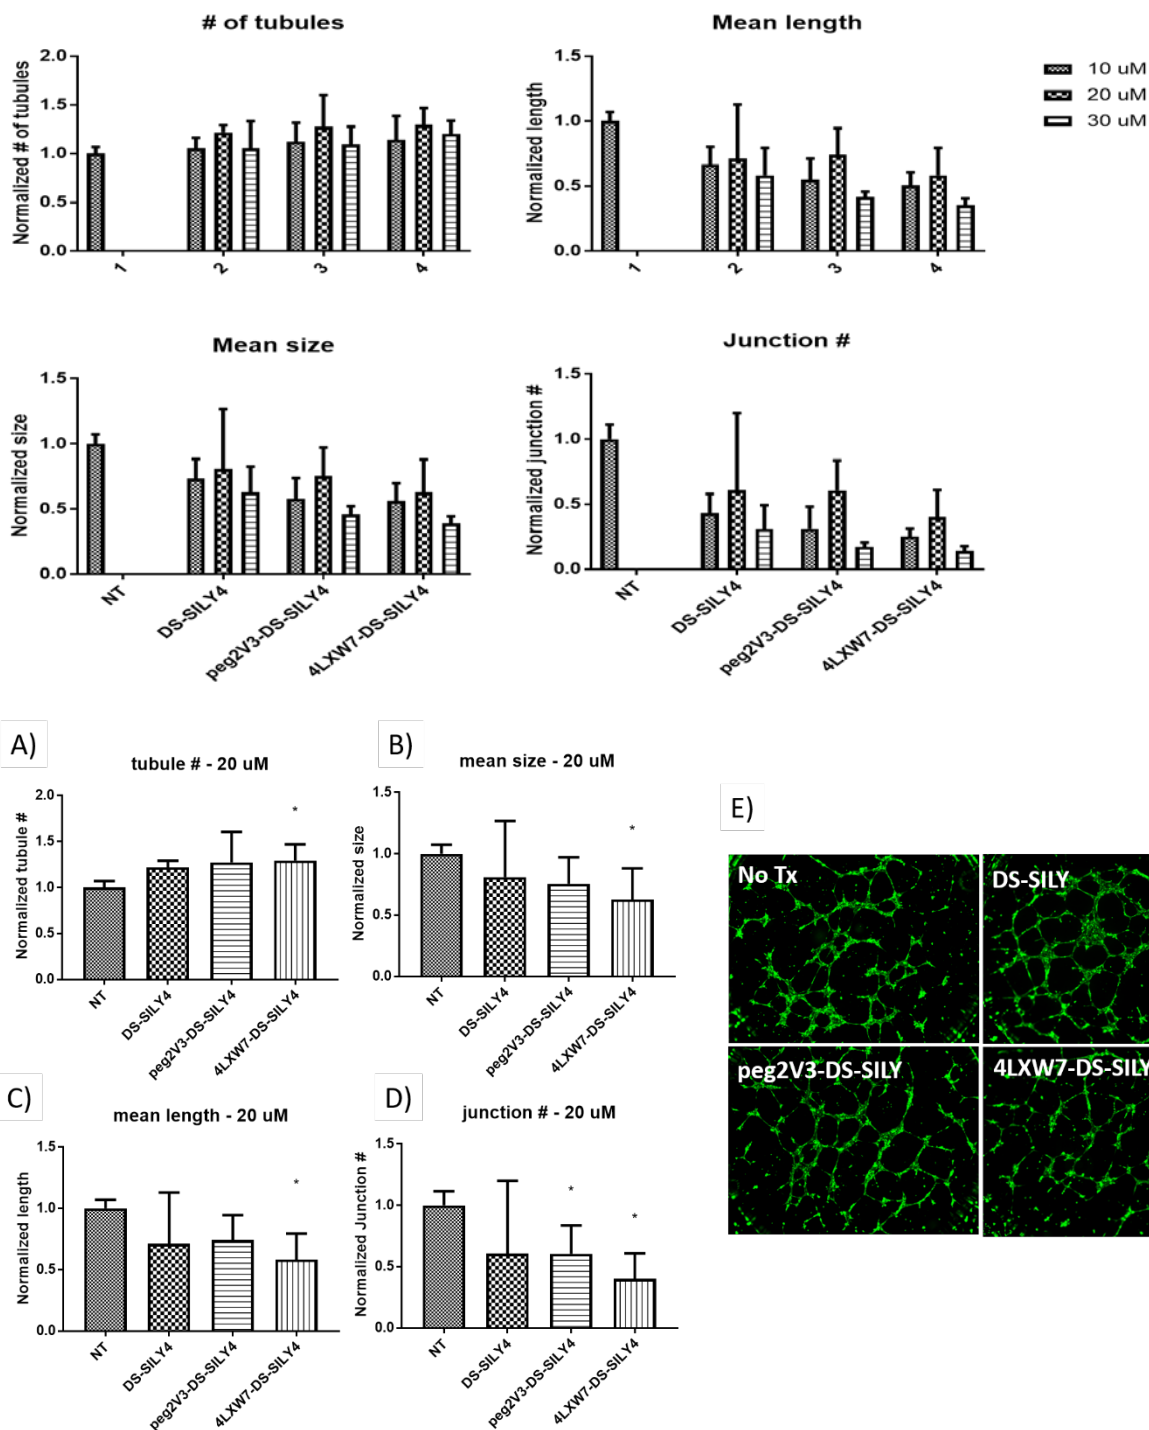 # of tubules
Normalized # of tubules
2.0
1.5
1.0
0.5
0.0
1
2
3
4
Mean length
Normalized length
1.5
1.0
0.5
0.0
1
2
3
4
10 uM
20 uM
30 uM
Mean size
Normalized size
1.5
1.0
0.5
0.0
NT
DS-SILY4
peg2V3-DS-SILY4
4LXW7-DS-SILY4
Junction #
Normalized junction #
1.5
1.0
0.5
0.0
NT
DS-SILY4
peg2V3-DS-SILY4
4LXW7-DS-SILY4
A)
tubule # - 20 uM
Normalized tubule #
2.0
1.5
1.0
0.5
0.0
*
NT
DS-SILY4
peg2V3-DS-SILY4
4LXW7-DS-SILY4
B)
mean size - 20 uM
Normalized size
1.5
1.0
0.5
0.0
*
NT
DS-SILY4
peg2V3-DS-SILY4
4LXW7-DS-SILY4
C)
mean length - 20 uM
Normalized length
1.5
1.0
0.5
0.0
*
NT
DS-SILY4
peg2V3-DS-SILY4
4LXW7-DS-SILY4
D)
junction # - 20 uM
Normalized Junction #
1.5
1.0
0.5
0.0
*
*
NT
DS-SILY4
peg2V3-DS-SILY4
4LXW7-DS-SILY4
E)
No Tx
DS-SILY
peg2V3-DS-SILY
4LXW7-DS-SILY